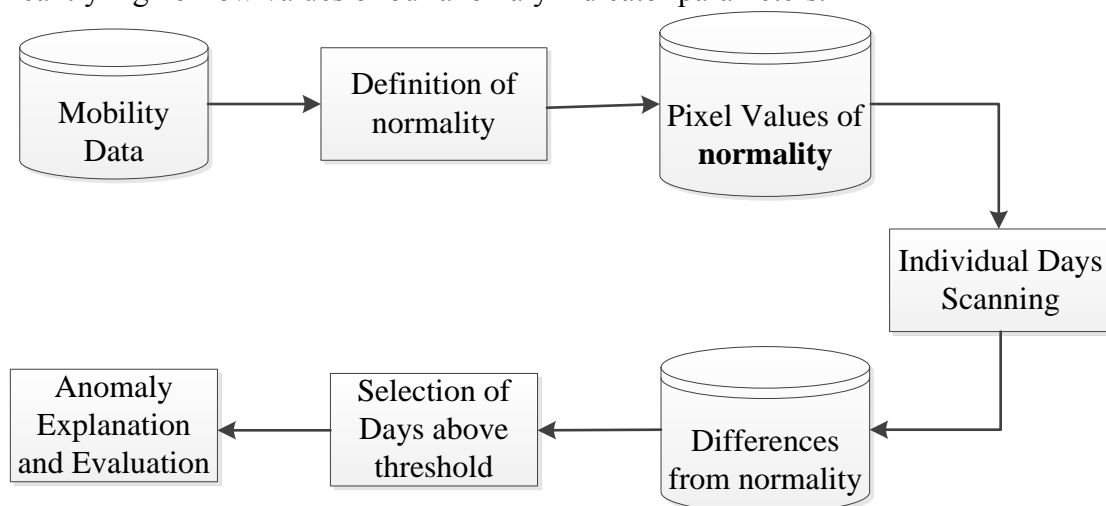 Mobility
Data
Definition of
normality
Pixel Values of
normality
Individual Days
Scanning
Differences
from normality
Selection of
Days above
threshold
Anomaly
Explanation
and Evaluation